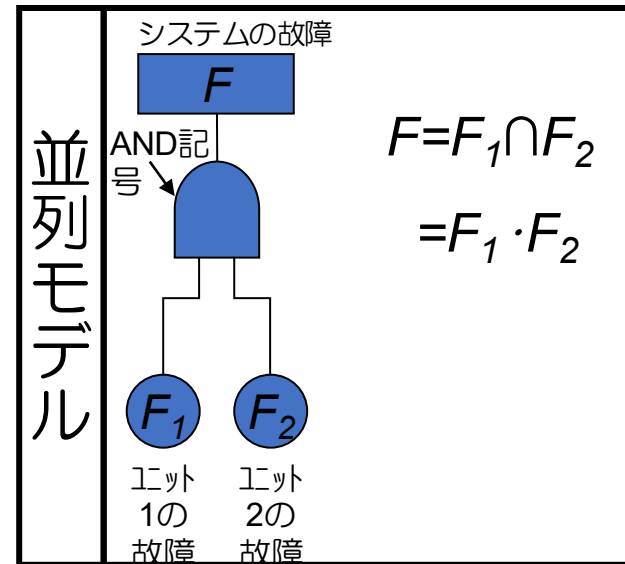 並列モデル
システムの故障
F
AND記
号
F=F₁∩F₂
=F₁·F₂
F₁
F₂
ﾕﾆｯﾄ
1の
故障
ﾕﾆｯﾄ
2の
故障